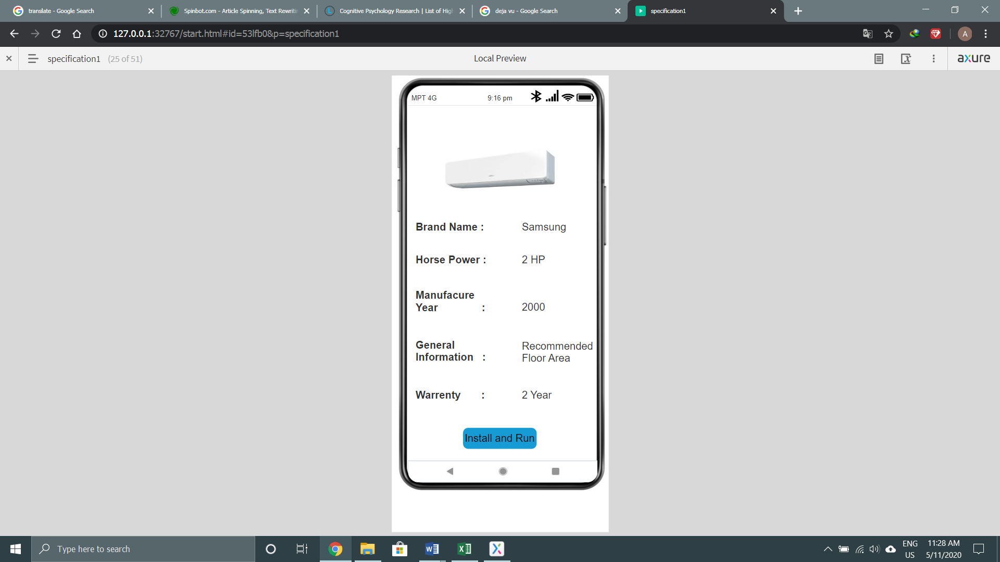 translate - Google Search
Spinbot.com - Article Spinning, Text Rewriti
Cognitive Psychology Research | List of High
deja vu - Google Search
specification1
127.0.0.1:32767/start.html#id=53lfb0&p=specification1
A
specification1 (25 of 51)
Local Preview
axure
MPT 4G
9:16 pm
Brand Name : Samsung
Horse Power : 2 HP
Manufacure
Year : 2000
General Recommended
Information : Floor Area
Warrenty : 2 Year
Install and Run
Type here to search
ENG
US
11:28 AM
5/11/2020